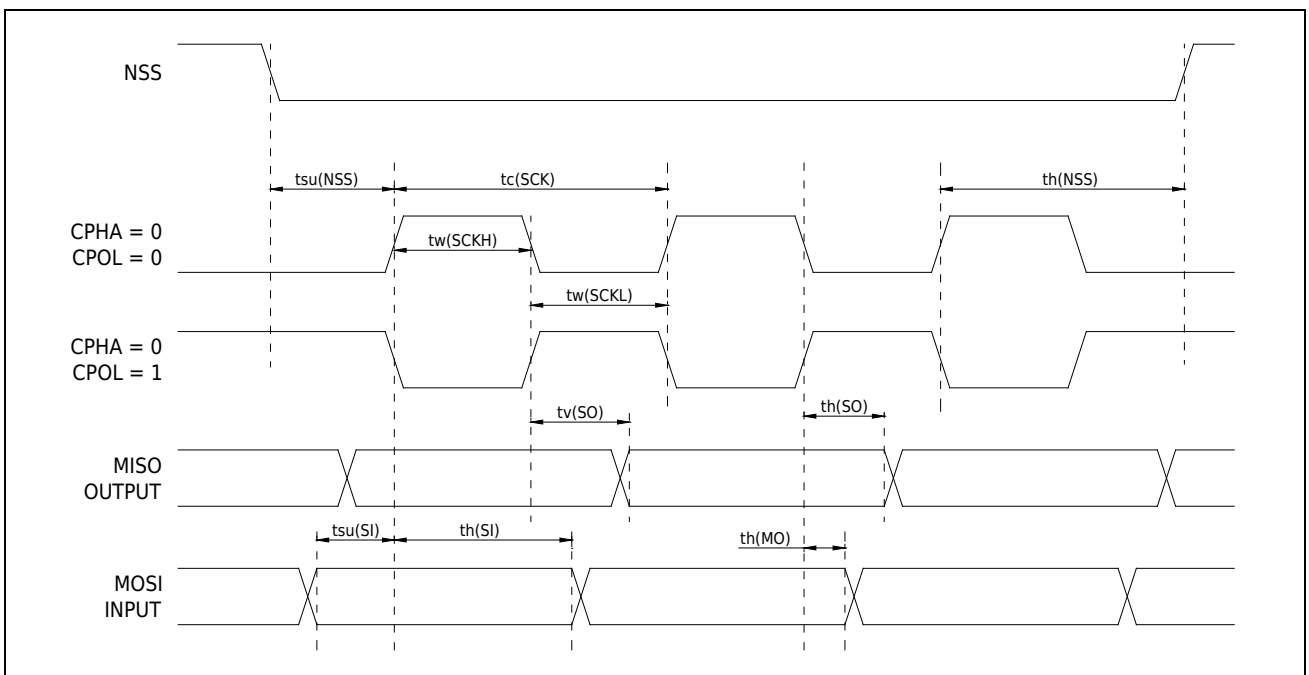 NSS
tsu(NSS)
tc(SCK)
th(NSS)
CPHA = 0
CPOL = 0
tw(SCKH)
tw(SCKL)
CPHA = 0
CPOL = 1
tv(SO)
th(SO)
MISO
OUTPUT
tsu(SI)
th(SI)
th(MO)
MOSI
INPUT